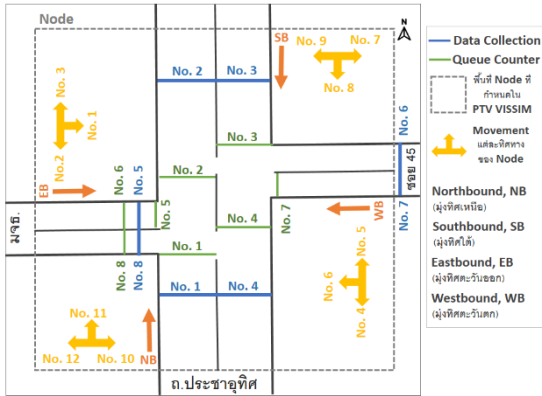 Node
N
SB
No. 9
No. 7
No. 8
No. 3
No. 1
No. 2
No. 2
No. 3
No. 3
No. 6
No. 2
No. 6
No. 5
No. 5
EB
WB
ซอย 45
No. 7
No. 7
มจธ.
No. 4
No. 5
No. 6
No. 4
No. 1
No. 8
No. 8
No. 1
No. 4
No. 11
No. 12
No. 10
NB
ถ.ประชาอุทิศ
Data Collection
Queue Counter
พื้นที่ Node ที่
กำหนดใน
PTV VISSIM
Movement
แต่ละทิศทาง
ของ Node
Northbound, NB
(มุ่งทิศเหนือ)
Southbound, SB
(มุ่งทิศใต้)
Eastbound, EB
(มุ่งทิศตะวันออก)
Westbound, WB
(มุ่งทิศตะวันตก)